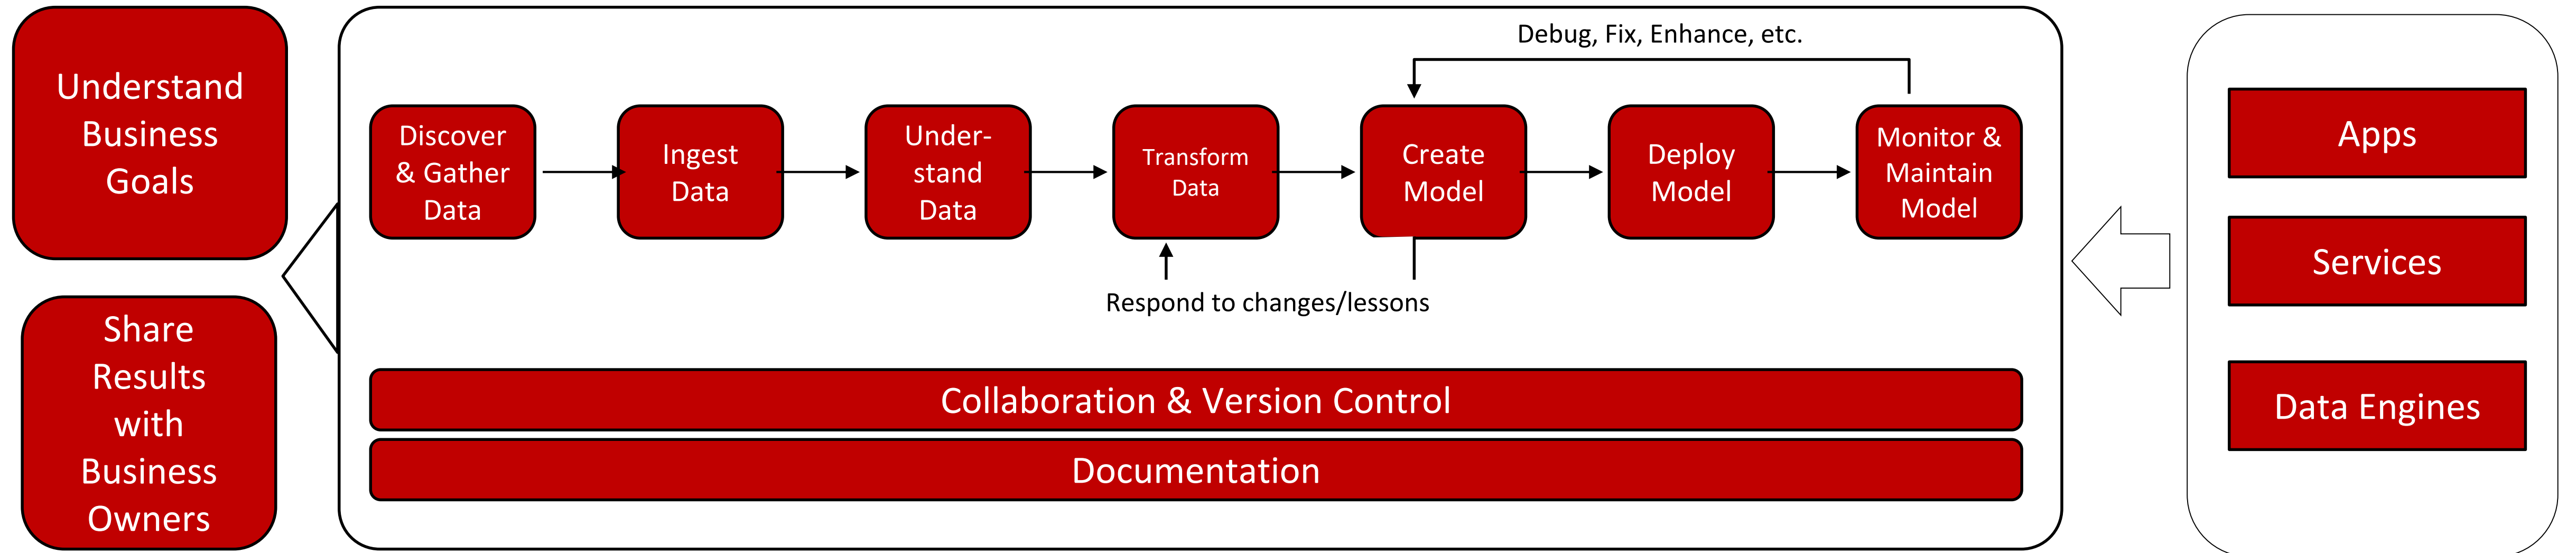 Understand
Business
Goals
Share
Results
with
Business
Owners
Debug, Fix, Enhance, etc.
Discover
& Gather
Data
Ingest
Data
Under-
stand
Data
Transform
Data
Create
Model
Deploy
Model
Monitor &
Maintain
Model
Respond to changes/lessons
Collaboration & Version Control
Documentation
Apps
Services
Data Engines